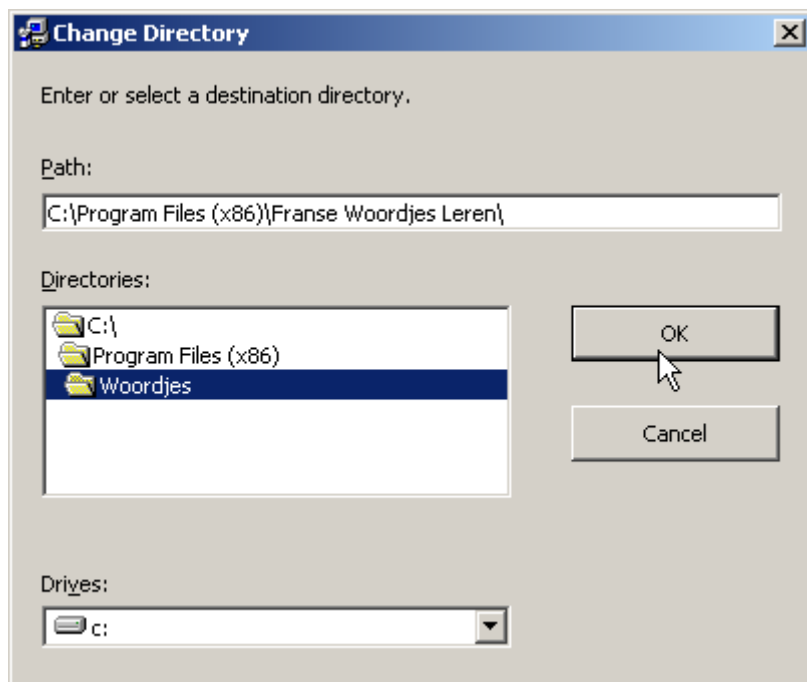 Change Directory
Enter or select a destination directory.
Path:
C:\Program Files (x86)\Franse Woordjes Leren\
Directories:
C:\
Program Files (x86)
Woordjes
OK
Cancel
Drives:
c: